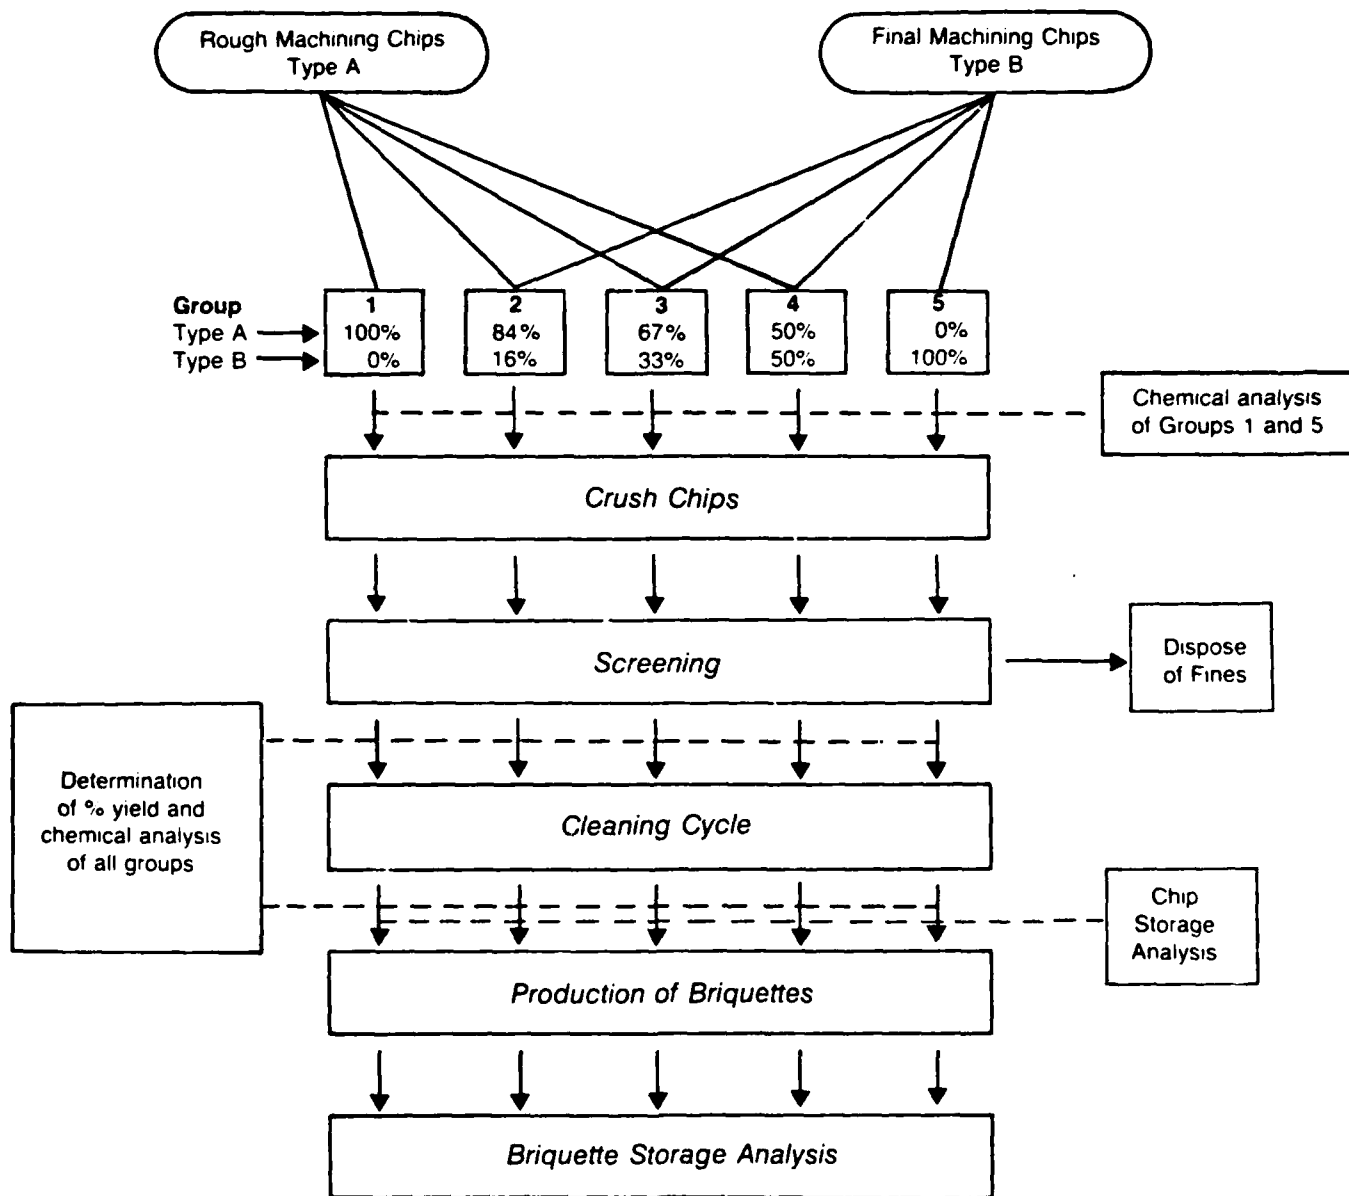 Rough Machining Chips
Type A
Final Machining Chips
Type B
Group 1 2 3 4 5
Type A 100% 84% 67% 50% 0%
Type B 0% 16% 33% 50% 100%
Chemical analysis
of Groups 1 and 5
Crush Chips
Screening
Dispose
of Fines
Determination
of % yield and
chemical analysis
of all groups
Cleaning Cycle
Chip
Storage
Analysis
Production of Briquettes
Briquette Storage Analysis